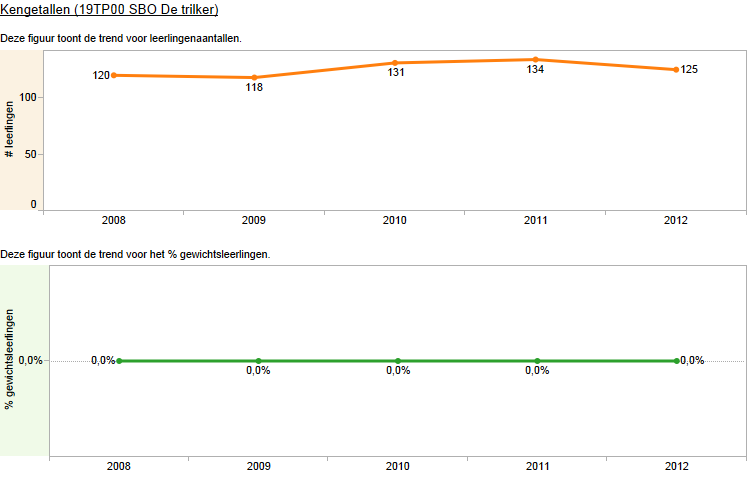 Kengetallen (19TP00 SBO De trilker)
Deze figuur toont de trend voor leerlingenaantallen.
# leerlingen
100
50
0
120
118
131
134
125
2008 2009 2010 2011 2012
Deze figuur toont de trend voor het % gewichtsleerlingen.
% gewichtsleerlingen
0,0%
0,0%
0,0%
0,0%
0,0%
0,0%
2008 2009 2010 2011 2012